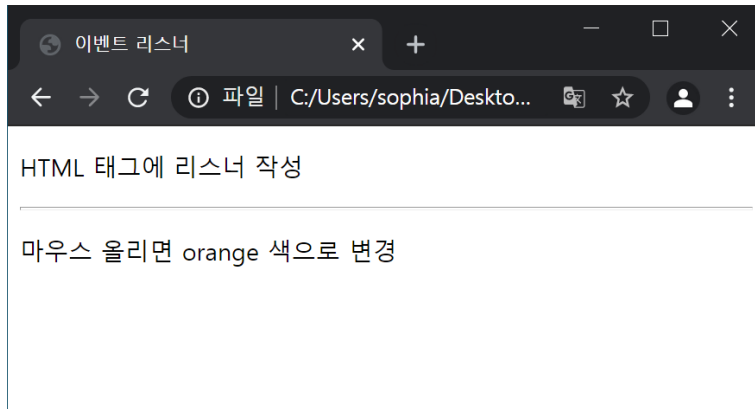 이벤트 리스너
파일 | C:/Users/sophia/Deskto...
HTML 태그에 리스너 작성
마우스 올리면 orange 색으로 변경